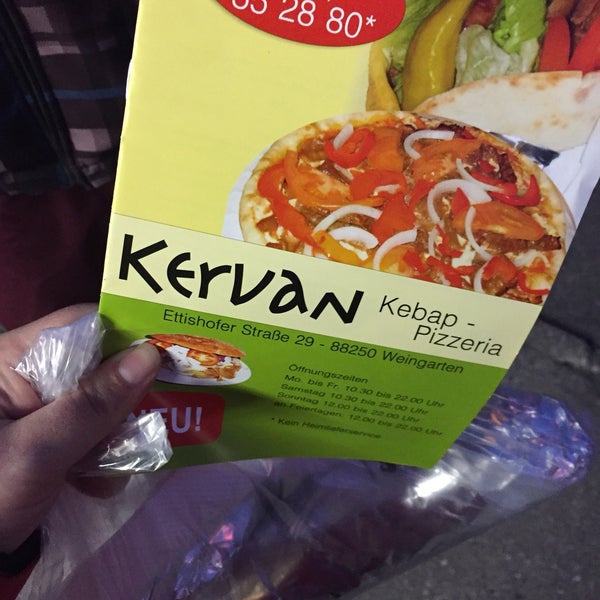 55 28 80*
Kervan
Kebap -
Pizzeria
Ettishofer Straße 29 - 88250 Weingarten
Öffnungszeiten
Mo. bis Fr. 10.30 bis 22.00 Uhr
Samstag 10.30 bis 22.00 Uhr
Sonntag 12.00 bis 22.00 Uhr
an Feiertagen. 12.00 bis 22.00 Uhr
* Kein Heimlieferservice
NEU!